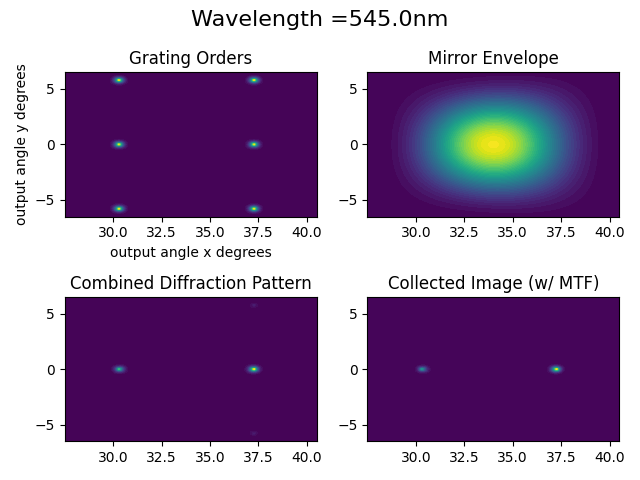 Wavelength =545.0nm
Grating Orders
Mirror Envelope
output angle y degrees
5
0
−5
30.0 32.5 35.0 37.5 40.0
output angle x degrees
5
0
−5
30.0 32.5 35.0 37.5 40.0
Combined Diffraction Pattern
Collected Image (w/ MTF)
5
0
−5
30.0 32.5 35.0 37.5 40.0
5
0
−5
30.0 32.5 35.0 37.5 40.0